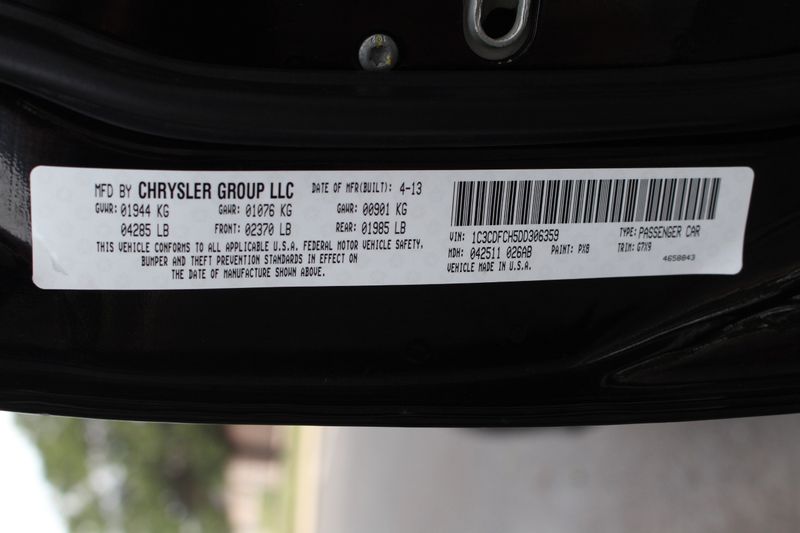 MFD BY CHRYSLER GROUP LLC DATE OF MFR(BUILT): 4-13
GVWR: 01944 KG GAWR: 01076 KG GAWR: 00901 KG
04285 LB FRONT: 02370 LB REAR: 01985 LB
THIS VEHICLE CONFORMS TO ALL APPLICABLE U.S.A. FEDERAL MOTOR VEHICLE SAFETY,
BUMPER AND THEFT PREVENTION STANDARDS IN EFFECT ON
THE DATE OF MANUFACTURE SHOWN ABOVE.
VIN: 1C3CDFCH5DD306359 TYPE: PASSENGER CAR
MDH: 042511 026AB PAINT: PX8 TRIM: G7X9
VEHICLE MADE IN U.S.A. 4658843